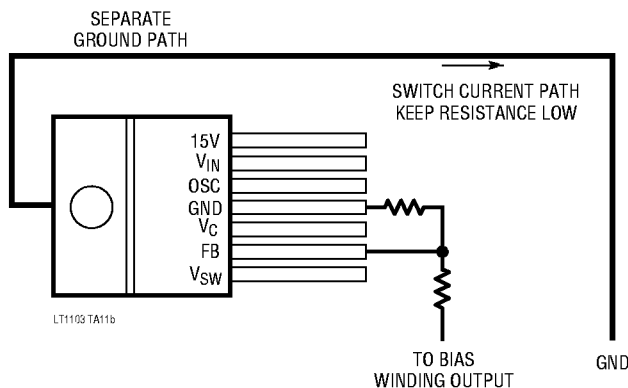 SEPARATE
GROUND PATH
SWITCH CURRENT PATH
KEEP RESISTANCE LOW
15V
VIN
OSC
GND
VC
FB
VSW
LT1103 TA11b
TO BIAS
WINDING OUTPUT
GND